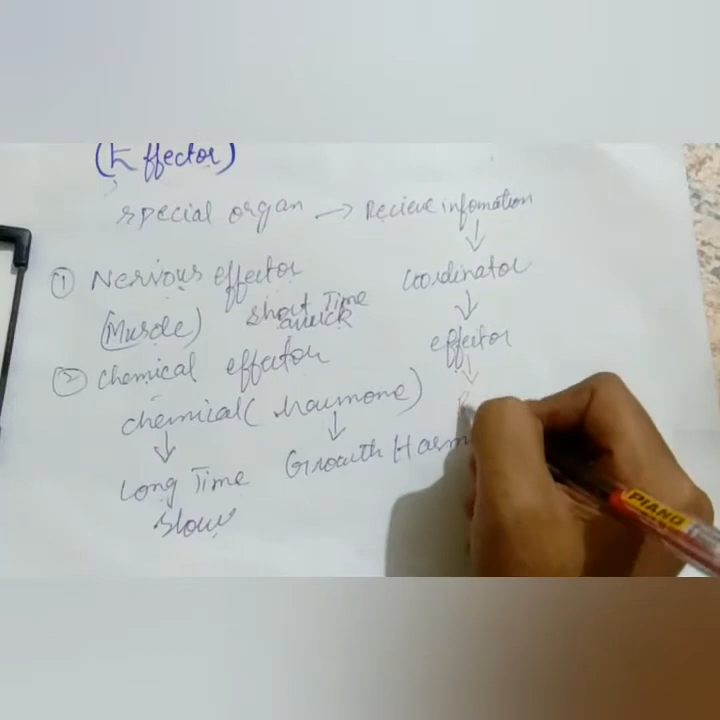 (Effector)
special organ → Recieve infomation
↓
① Nervous effector
coordinator
↓
(Muscle)
short Time
quick
effector
↓
② chemical effector
chemical ( haumone )
↓ ↓
Growth Harm
Long Time
slow
PIANO